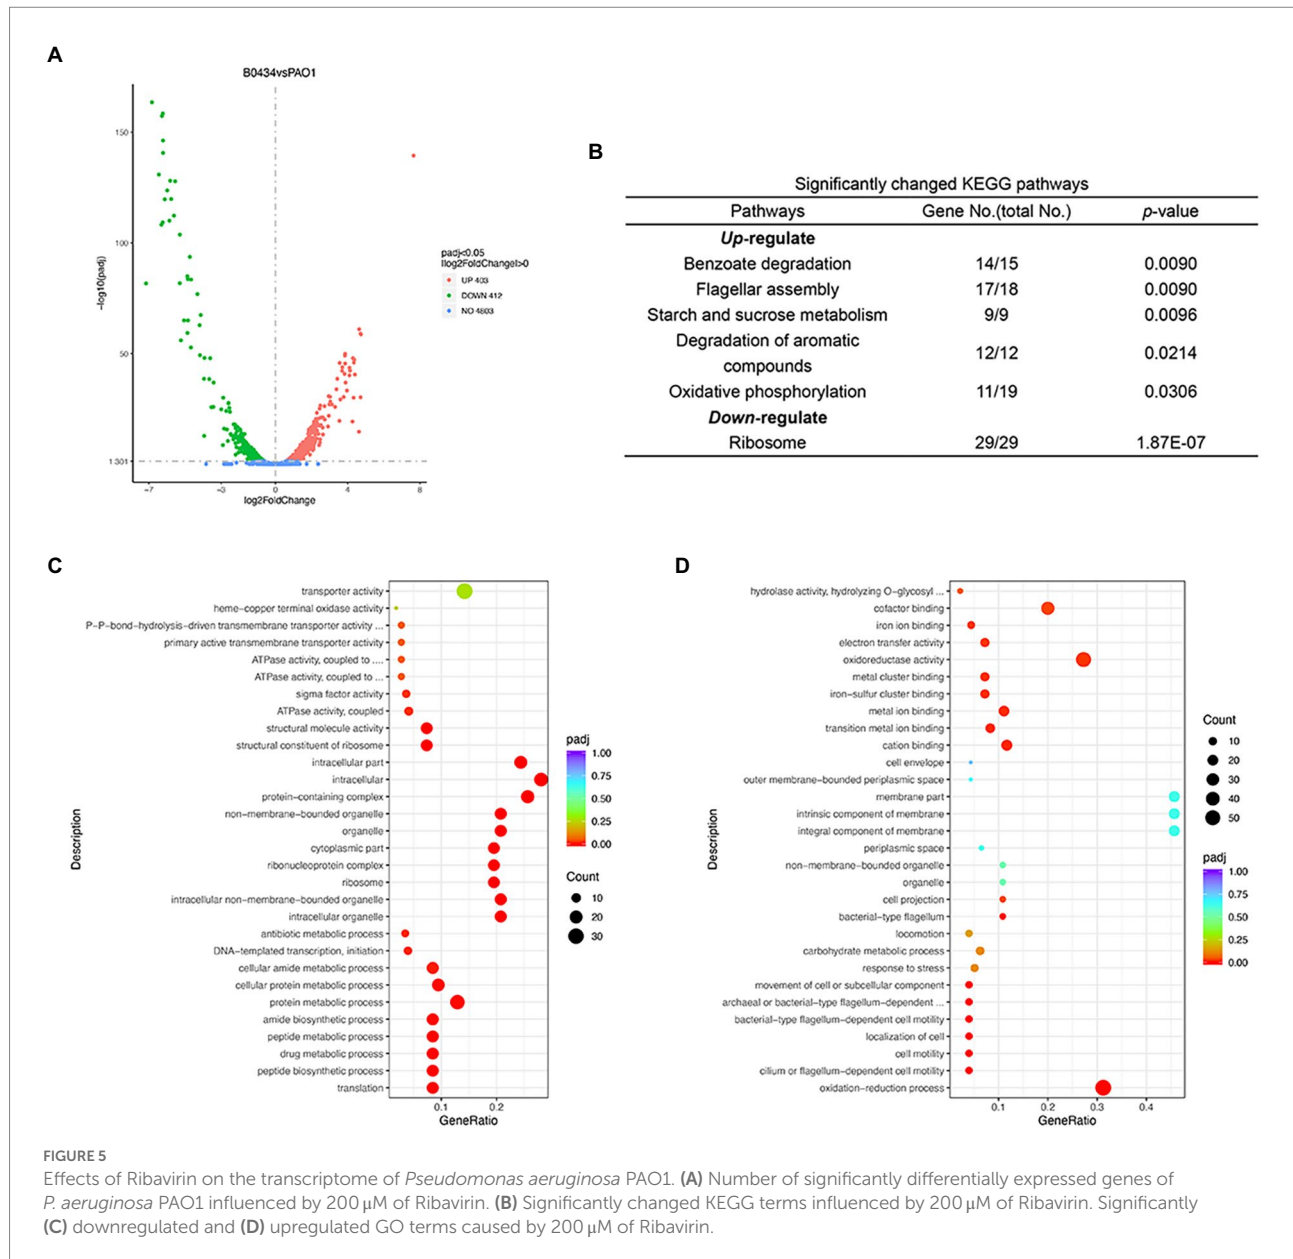 A
B0434vsPAO1
150
100
50
1.301
−log10(padj)
−7
−3
0
4
8
log2FoldChange
padj<0.05
|log2FoldChange|>0
UP 403
DOWN 412
NO 4803
B
Significantly changed KEGG pathways
Pathways Gene No.(total No.) p-value
Up-regulate
Benzoate degradation 14/15 0.0090
Flagellar assembly 17/18 0.0090
Starch and sucrose metabolism 9/9 0.0096
Degradation of aromatic
compounds 12/12 0.0214
Oxidative phosphorylation 11/19 0.0306
Down-regulate
Ribosome 29/29 1.87E-07
C
transporter activity
heme−copper terminal oxidase activity
P−P−bond−hydrolysis−driven transmembrane transporter activity ...
primary active transmembrane transporter activity
ATPase activity, coupled to ....
ATPase activity, coupled to ...
sigma factor activity
ATPase activity, coupled
structural molecule activity
structural constituent of ribosome
intracellular part
intracellular
protein−containing complex
non−membrane−bounded organelle
organelle
cytoplasmic part
ribonucleoprotein complex
ribosome
intracellular non−membrane−bounded organelle
intracellular organelle
antibiotic metabolic process
DNA−templated transcription, initiation
cellular amide metabolic process
cellular protein metabolic process
protein metabolic process
amide biosynthetic process
peptide metabolic process
drug metabolic process
peptide biosynthetic process
translation
Description
0.1
0.2
GeneRatio
padj
1.00
0.75
0.50
0.25
0.00
Count
10
20
30
D
hydrolase activity, hydrolyzing O−glycosyl ...
cofactor binding
iron ion binding
electron transfer activity
oxidoreductase activity
metal cluster binding
iron−sulfur cluster binding
metal ion binding
transition metal ion binding
cation binding
cell envelope
outer membrane−bounded periplasmic space
membrane part
intrinsic component of membrane
integral component of membrane
periplasmic space
non−membrane−bounded organelle
organelle
cell projection
bacterial−type flagellum
locomotion
carbohydrate metabolic process
response to stress
movement of cell or subcellular component
archaeal or bacterial−type flagellum−dependent ...
bacterial−type flagellum−dependent cell motility
localization of cell
cell motility
cilium or flagellum−dependent cell motility
oxidation−reduction process
Description
0.1
0.2
0.3
0.4
GeneRatio
Count
10
20
30
40
50
padj
1.00
0.75
0.50
0.25
0.00
FIGURE 5
Effects of Ribavirin on the transcriptome of Pseudomonas aeruginosa PAO1. (A) Number of significantly differentially expressed genes of
P. aeruginosa PAO1 influenced by 200 μM of Ribavirin. (B) Significantly changed KEGG terms influenced by 200 μM of Ribavirin. Significantly
(C) downregulated and (D) upregulated GO terms caused by 200 μM of Ribavirin.